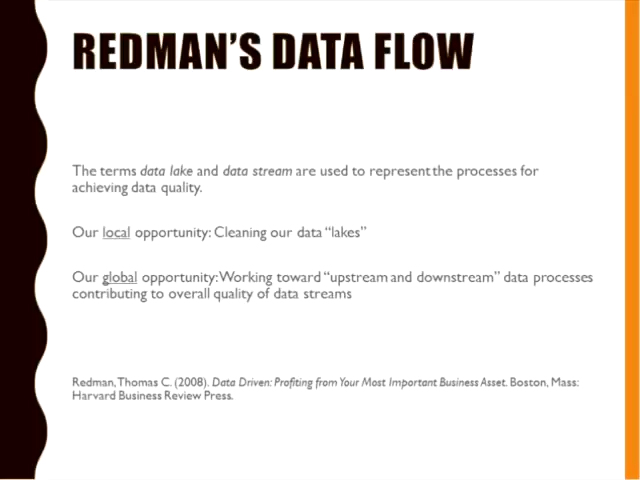 REDMAN'S DATA FLOW
The terms data lake and data stream are used to represent the processes for
achieving data quality.
Our local opportunity: Cleaning our data “lakes”
Our global opportunity: Working toward “upstream and downstream” data processes
contributing to overall quality of data streams
Redman, Thomas C. (2008). Data Driven: Profiting from Your Most Important Business Asset. Boston, Mass:
Harvard Business Review Press.